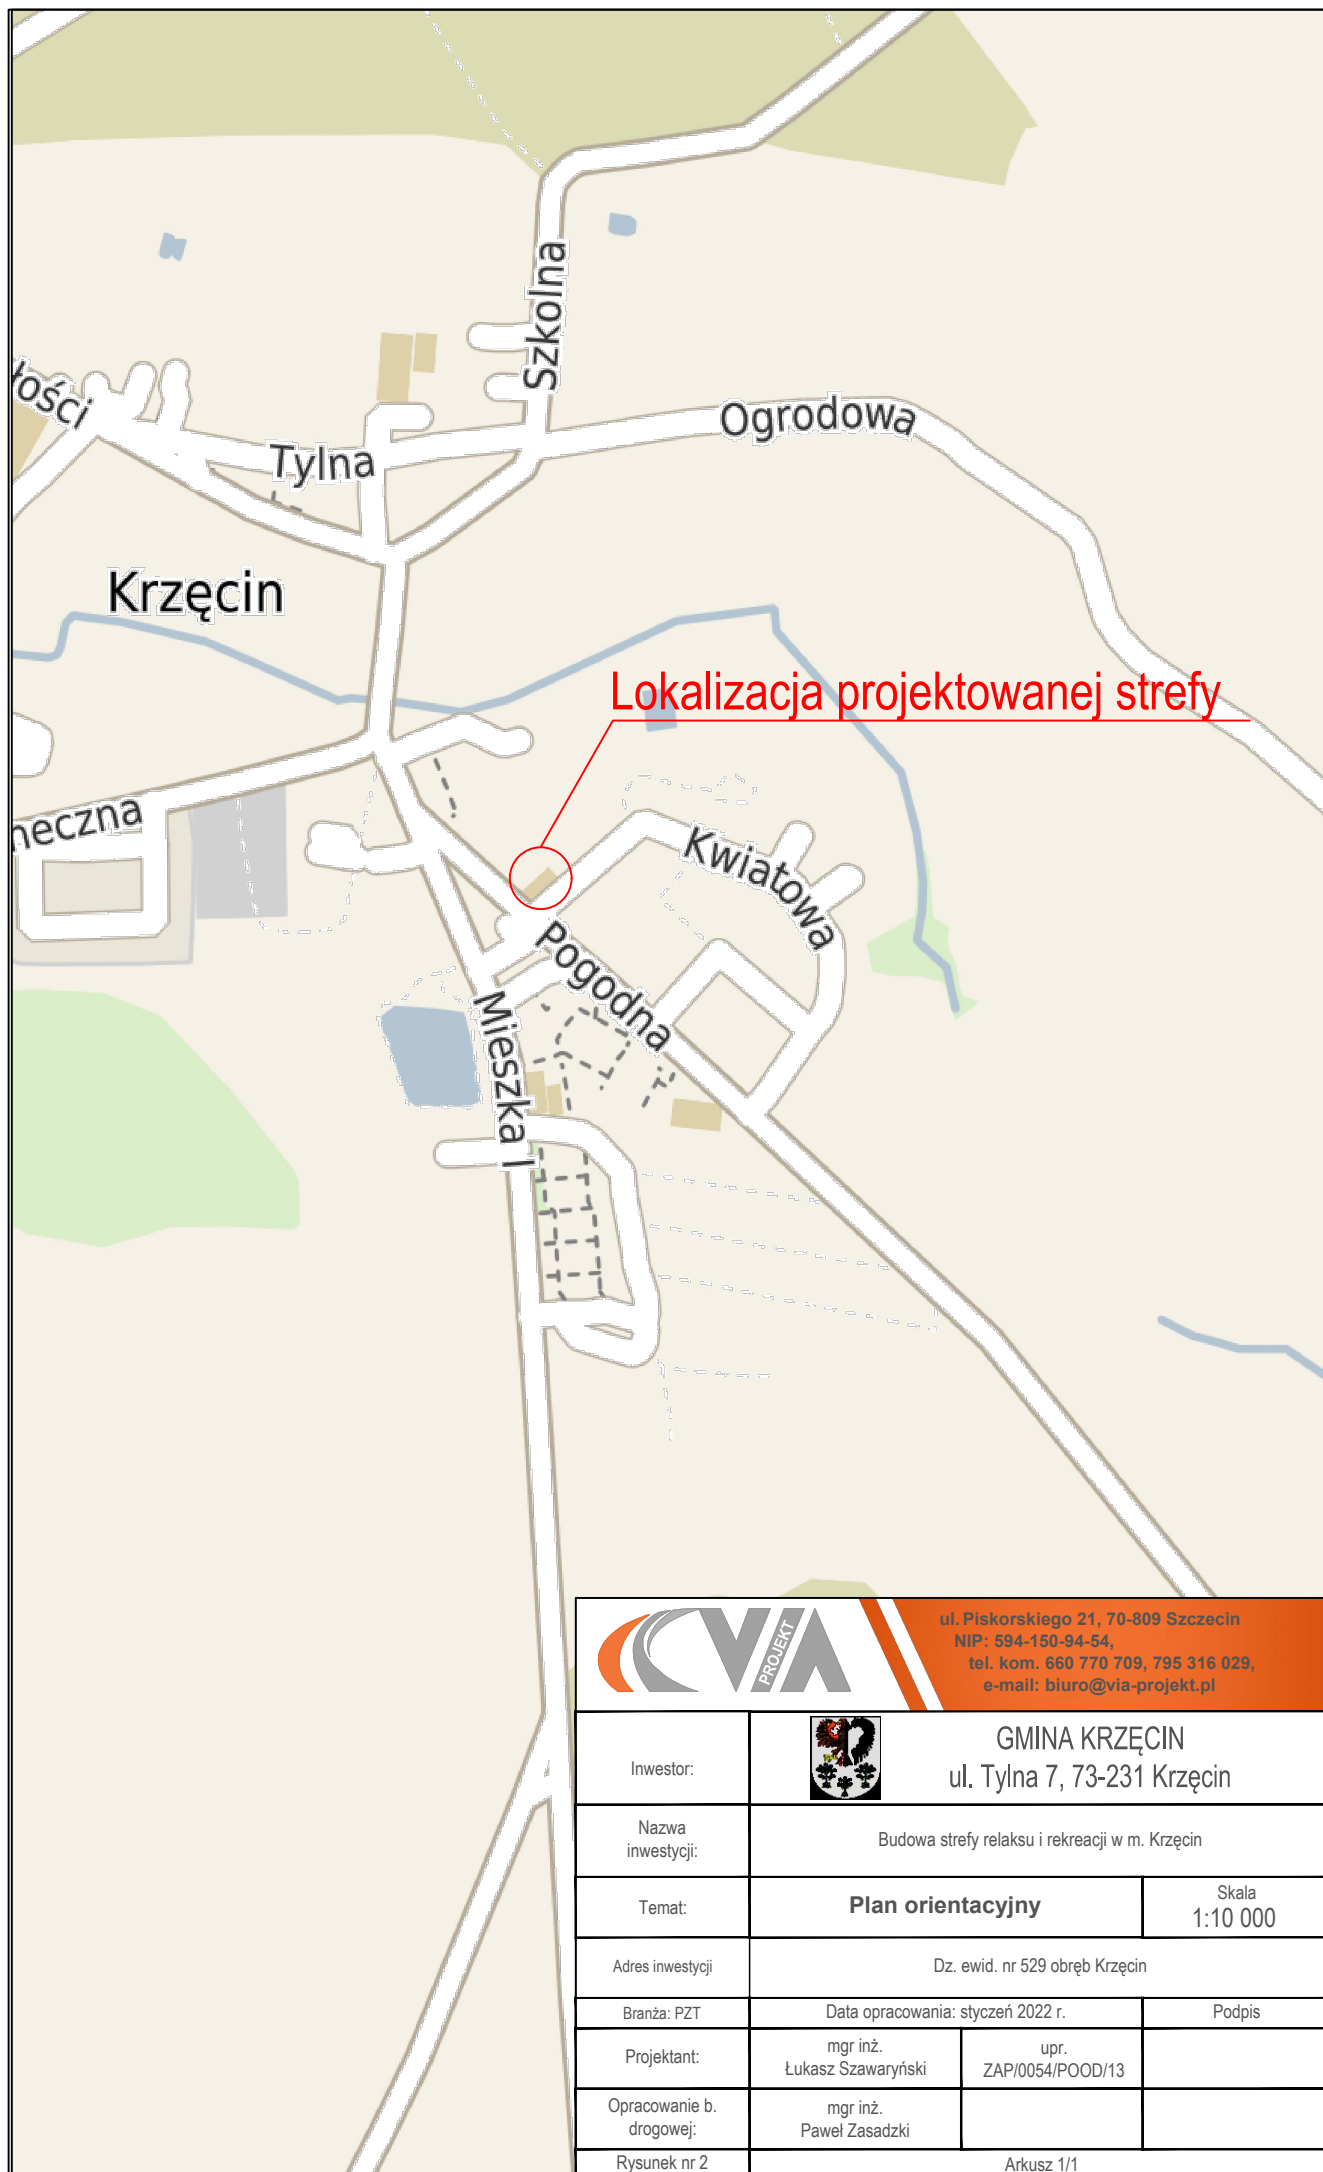 Szkolna
łości
Ogrodowa
Tylna
Krzęcin
Lokalizacja projektowanej strefy
neczna
Kwiatowa
Pogodna
Mieszka I
VIA
PROJEKT
ul. Piskorskiego 21, 70-809 Szczecin
NIP: 594-150-94-54,
tel. kom. 660 770 709, 795 316 029,
e-mail: biuro@via-projekt.pl
Inwestor:
GMINA KRZĘCIN
ul. Tylna 7, 73-231 Krzęcin
Nazwa
inwestycji:
Budowa strefy relaksu i rekreacji w m. Krzęcin
Temat:
Plan orientacyjny
Skala
1:10 000
Adres inwestycji
Dz. ewid. nr 529 obręb Krzęcin
Branża: PZT
Data opracowania: styczeń 2022 r.
Podpis
Projektant:
mgr inż.
Łukasz Szawaryński
upr.
ZAP/0054/POOD/13
Opracowanie b.
drogowej:
mgr inż.
Paweł Zasadzki
Rysunek nr 2
Arkusz 1/1